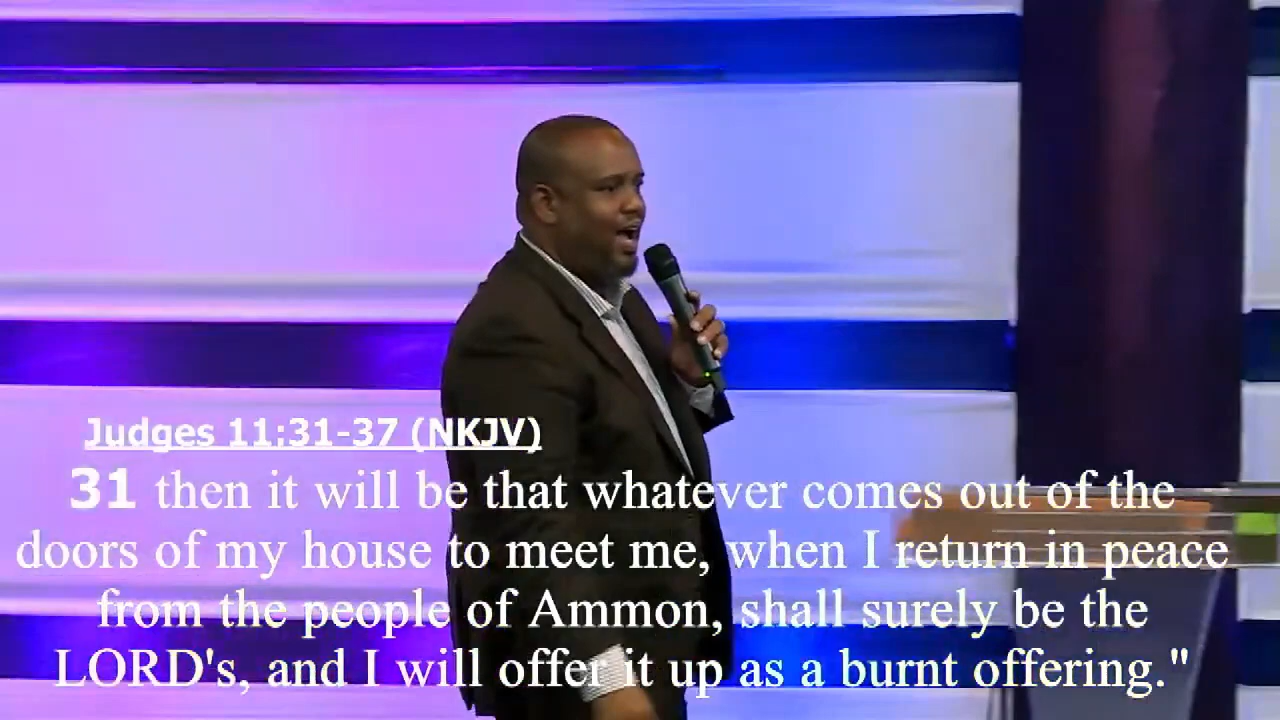 Judges 11:31-37 (NKJV)
31 then it will be that whatever comes out of the
doors of my house to meet me, when I return in peace
from the people of Ammon, shall surely be the
LORD's, and I will offer it up as a burnt offering."